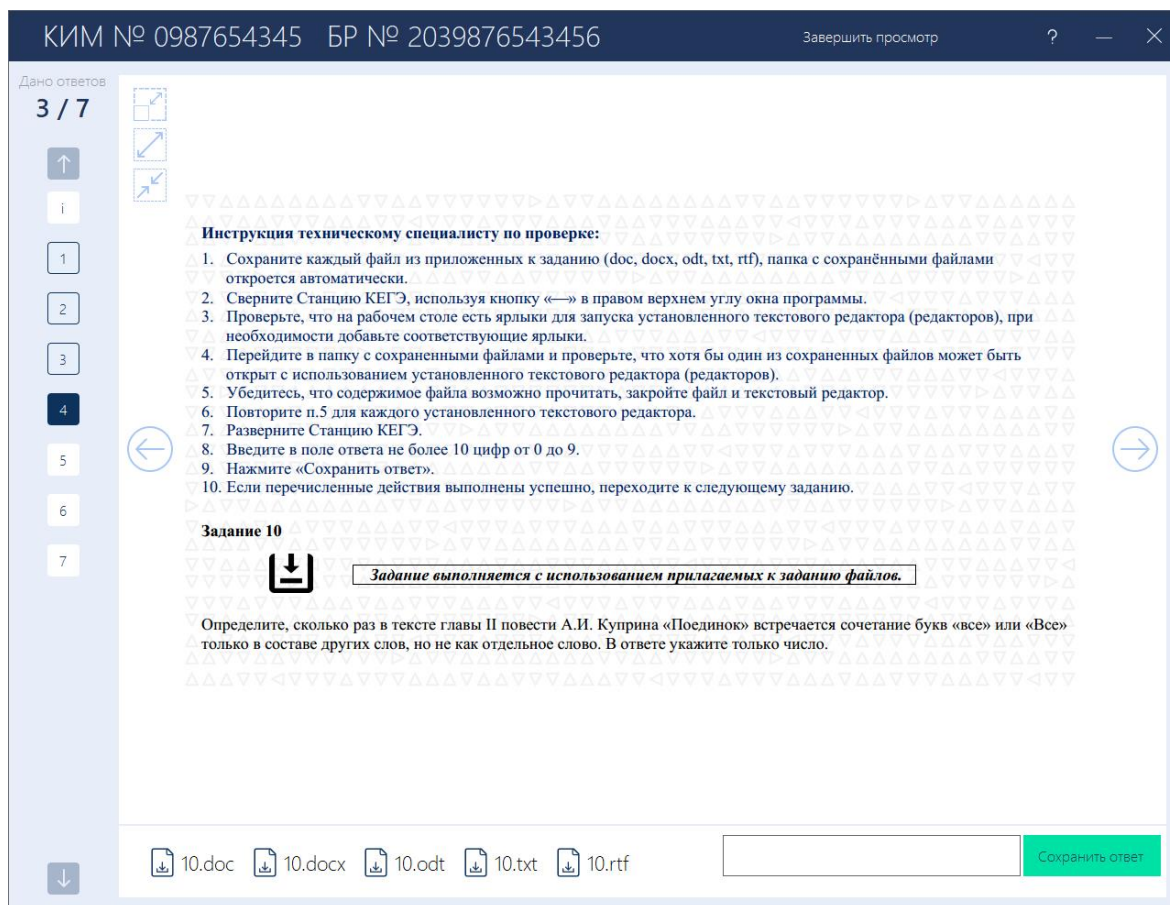 КИМ № 0987654345 БР № 2039876543456 Завершить просмотр ? — ×
Дано ответов
3 / 7
i
1
2
3
4
5
6
7
Инструкция техническому специалисту по проверке:
1. Сохраните каждый файл из приложенных к заданию (doc, docx, odt, txt, rtf), папка с сохранёнными файлами
откроется автоматически.
2. Сверните Станцию КЕГЭ, используя кнопку «—» в правом верхнем углу окна программы.
3. Проверьте, что на рабочем столе есть ярлыки для запуска установленного текстового редактора (редакторов), при
необходимости добавьте соответствующие ярлыки.
4. Перейдите в папку с сохраненными файлами и проверьте, что хотя бы один из сохраненных файлов может быть
открыт с использованием установленного текстового редактора (редакторов).
5. Убедитесь, что содержимое файла возможно прочитать, закройте файл и текстовый редактор.
6. Повторите п.5 для каждого установленного текстового редактора.
7. Разверните Станцию КЕГЭ.
8. Введите в поле ответа не более 10 цифр от 0 до 9.
9. Нажмите «Сохранить ответ».
10. Если перечисленные действия выполнены успешно, переходите к следующему заданию.
Задание 10
Задание выполняется с использованием прилагаемых к заданию файлов.
Определите, сколько раз в тексте главы II повести А.И. Куприна «Поединок» встречается сочетание букв «все» или «Все»
только в составе других слов, но не как отдельное слово. В ответе укажите только число.
10.doc 10.docx 10.odt 10.txt 10.rtf Сохранить ответ